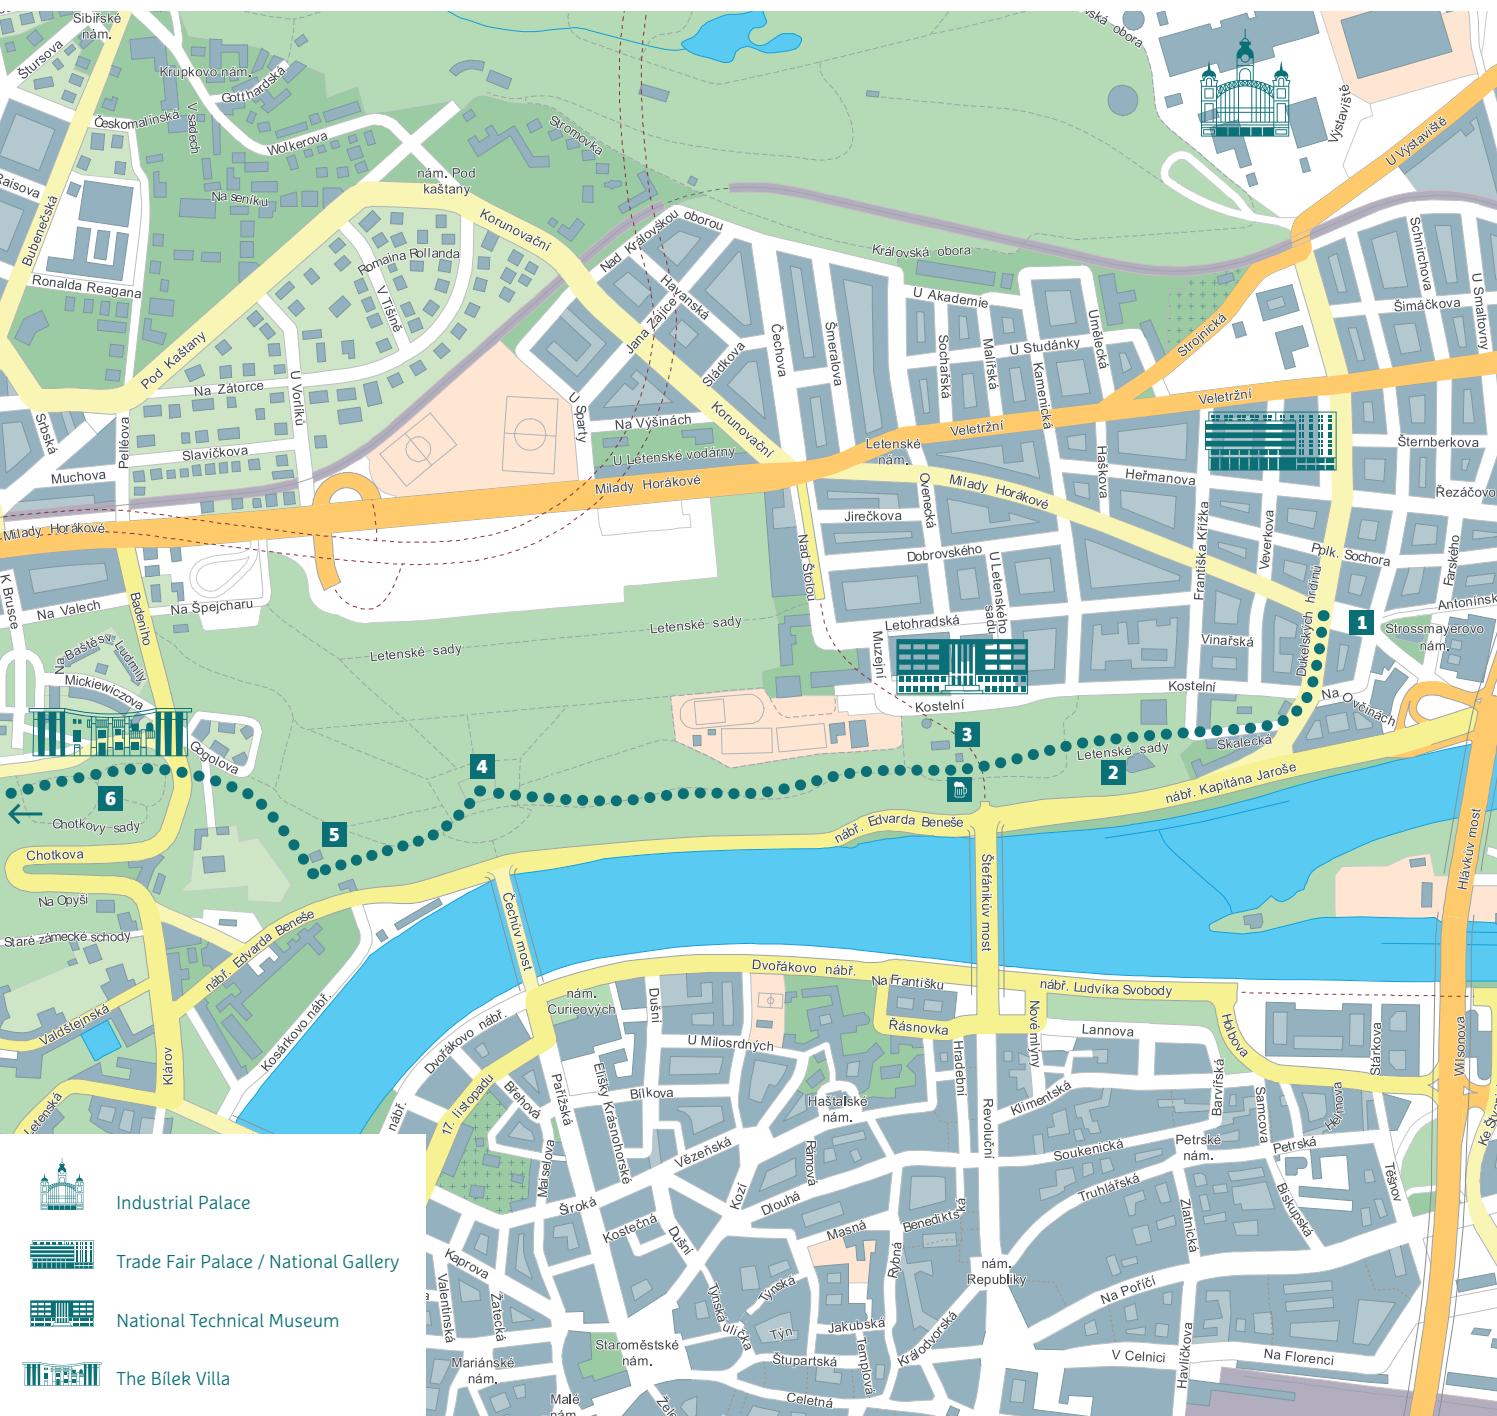 Sibiřské
nám.
Štursova
Krupkovo nám.
Gotthardská
Českomalínská
V sadech
Wolkerova
Raisova
Na seníku
nám. Pod
kaštany
Stromovka
Bubenečská
Ronalda Reagana
Romaina Rollanda
V Tišině
Korunovační
Nad Královskou oborou
Královská obora
Výstaviště
U Výstaviště
Havanská
Jana Zajíce
Sládkova
Čechova
Šmeralova
U Akademie
Sochařská
Malířská
U Studánky
Umělecká
Kamenická
Strojnická
Schnirchova
Šimáčkova
U Smaltovny
Pod Kaštany
Na Zátorce
U Vorlíků
U Sparty
Na Výšinách
Korunovační
U Letenské vodárny
Letenské
nám.
Veletržní
Veletržní
Srbská
Pelléova
Slavíčkova
Muchova
Milady Horákové
Milady Horákové
Milady Horákové
Ovenecká
Jirečkova
Haškova
Heřmanova
Šternberkova
Františka Křížka
Veverkova
Pplk. Sochora
Farského
Dobrovského
U Letenského
sadu
Nad Štolou
Letohradská
Muzejní
Kostelní
Kostelní
Vinařská
Dukelských hrdinů
1
Strossmayerovo
nám.
Na Ovčinách
K Brusce
Na Valech
Badeního
Na Špejcharu
Letenské sady
Letenské sady
Na
Baště sv.
Ludmily
Mickiewiczova
Gogolova
3
Letenské sady
2
Skalecká
4
6
Chotkovy sady
5
Chotkova
nábř. Edvarda Beneše
nábř. Kapitána Jaroše
Na Opyši
Staré zámecké schody
nábř. Edvarda Beneše
Čechův most
Štefánikův most
Hlávkův most
Valdštejnská
Kosárkovo nábř.
Klárov
Letenská
Dvořákovo nábř.
Na Františku
nábř. Ludvíka Svobody
nám.
Curieových
Dušní
Dvořákovo nábř.
U Milosrdných
Řásnovka
Nové mlýny
Lannova
Holbova
Stárkova
Wilsonova
17. listopadu
Břehová
Pařížská
Elišky Krásnohorské
Bílkova
Haštalské
nám.
Hradební
Revoluční
Klimentská
Barvířská
Samcova
Petrská
Petrské
nám.
Soukenická
Truhlářská
Zlatnická
Biskupská
Těšnov
Maiselova
Vězeňská
Rámová
Kozí
Dlouhá
Široká
Kostečná
Dušní
Masná
Benediktská
Rybná
nám.
Republiky
Na Poříčí
Kaprova
Valentinská
Žatecká
Týnská
Týnská ulička
Týn
Jakubská
Templová
Králodvorská
Staroměstské
nám.
Štupartská
Mariánské
nám.
Celetná
Malé
nám.
V Celnici
Havlíčkova
Na Florenci
Industrial Palace
Trade Fair Palace / National Gallery
National Technical Museum
The Bílek Villa